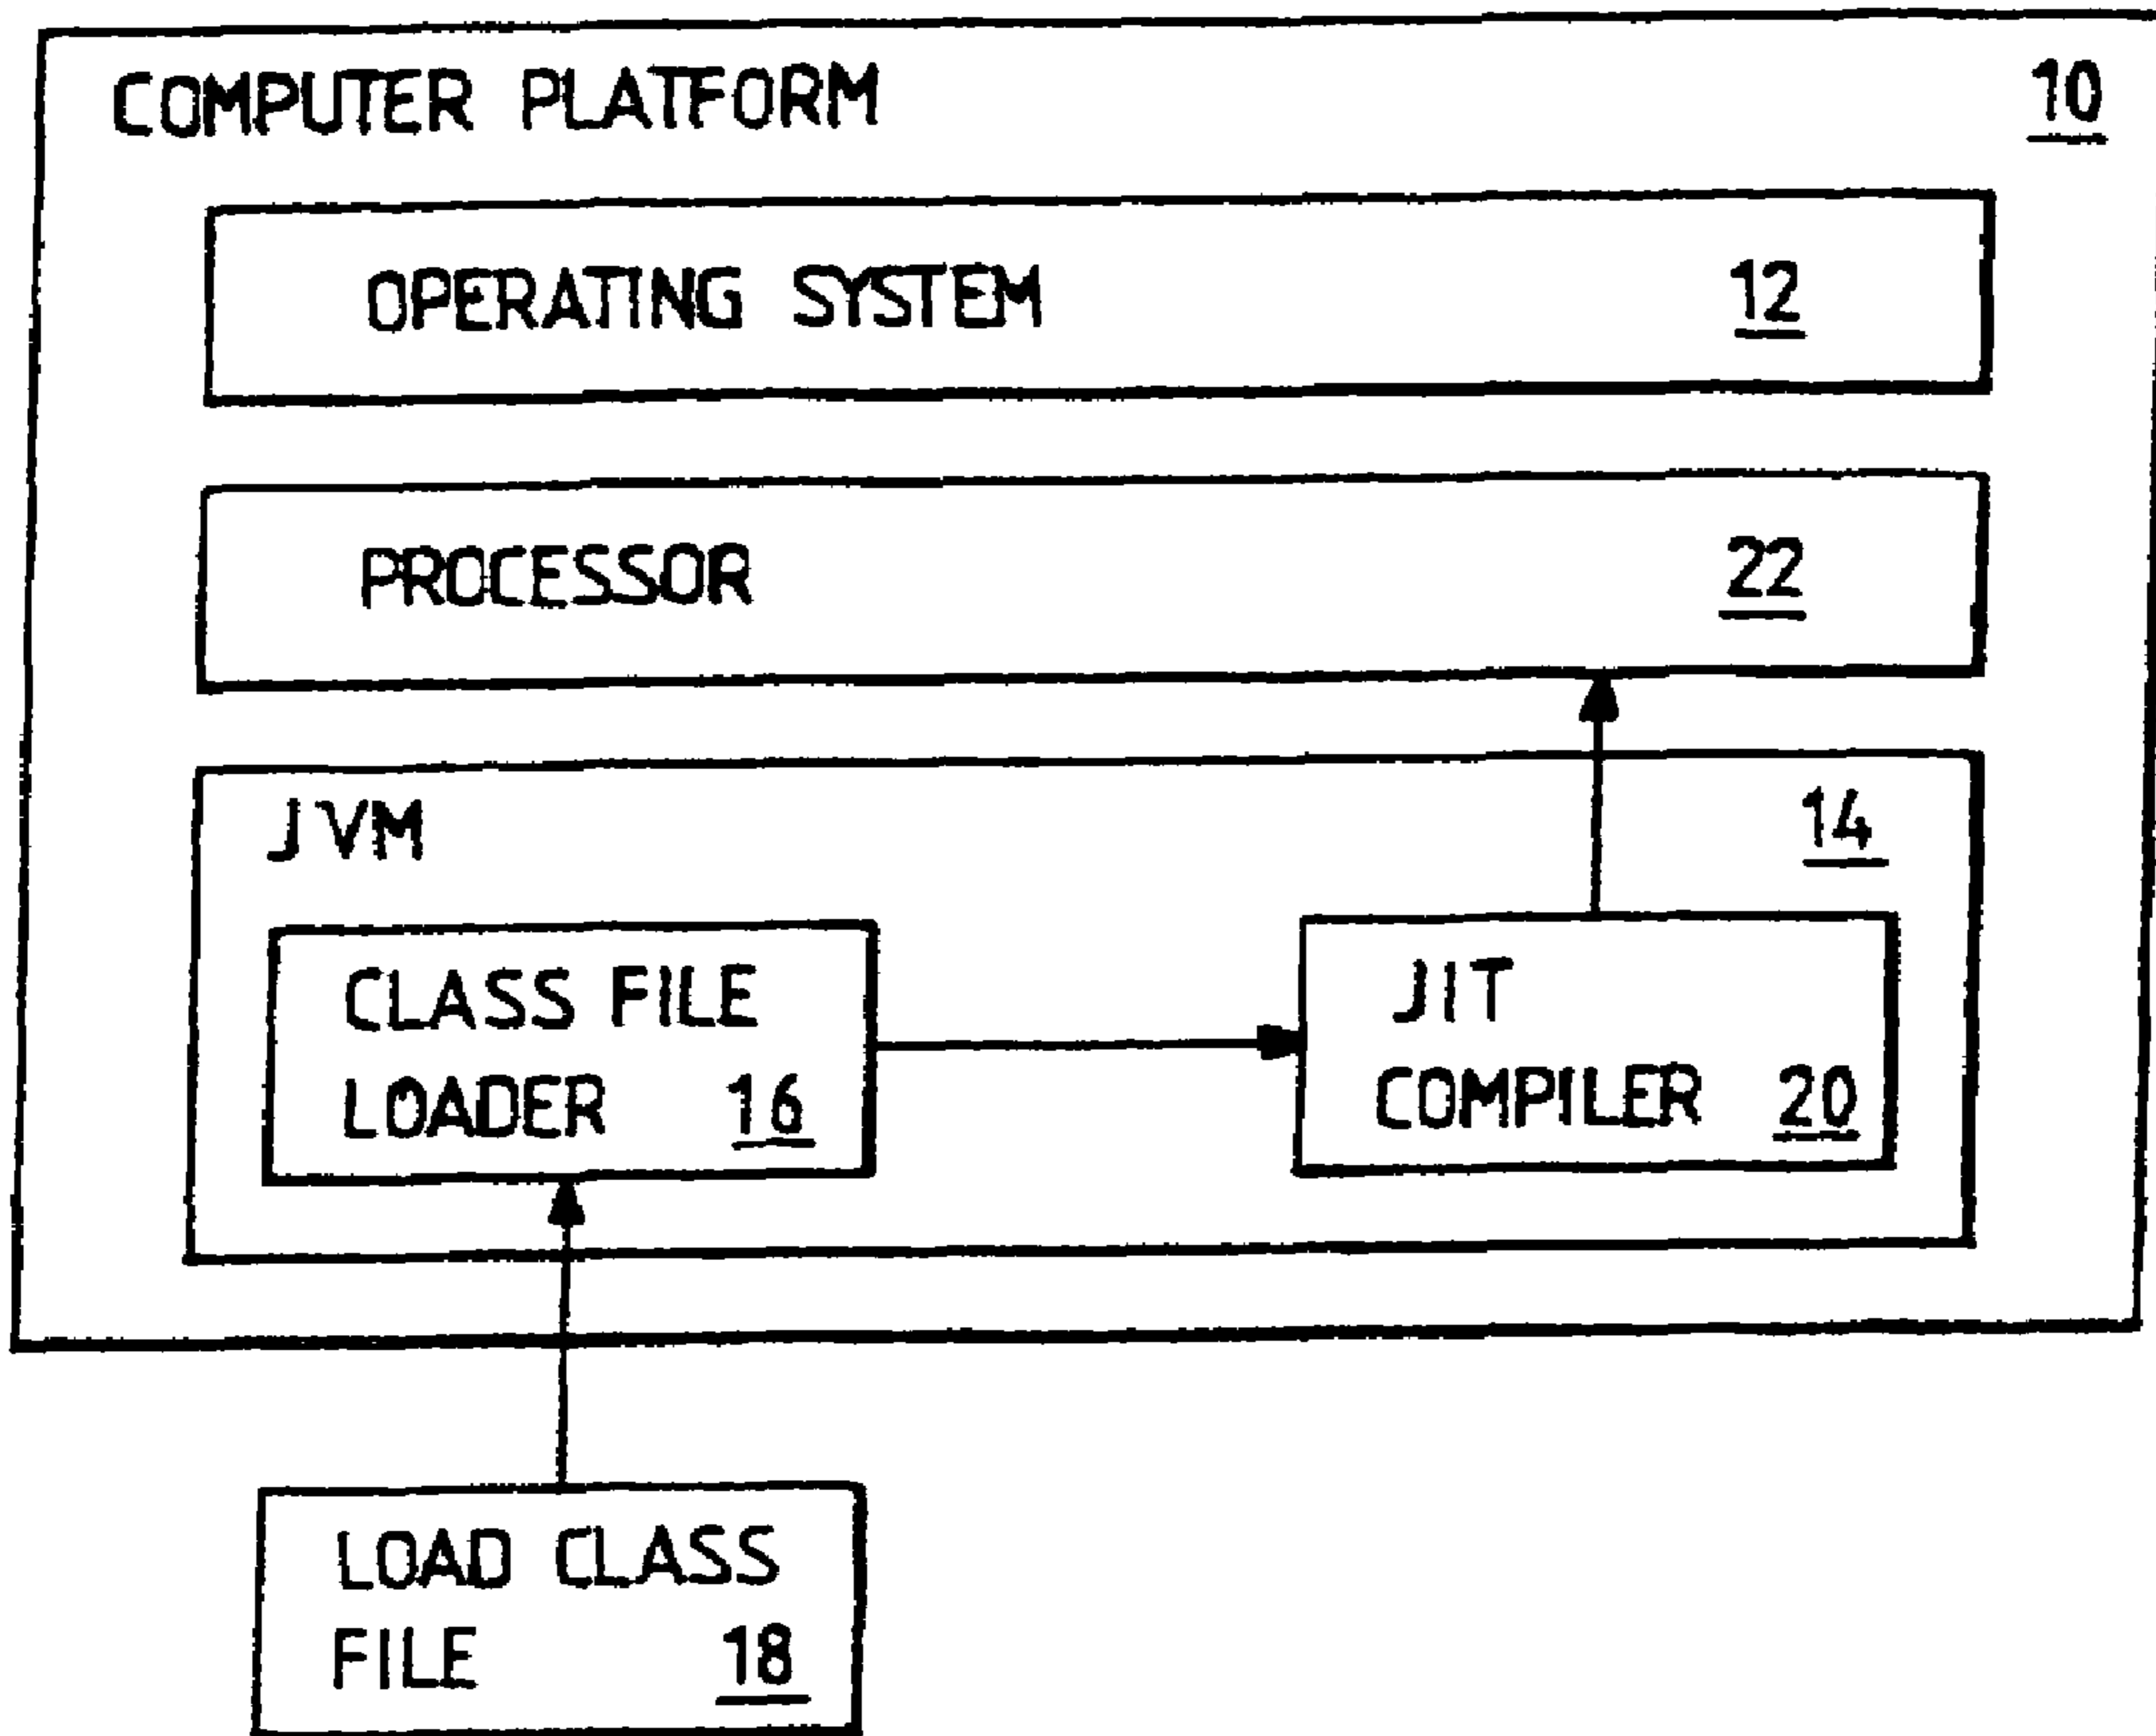 COMPUTER PLATFORM 10
OPERATING SYSTEM 12
PROCESSOR 22
JVM 14
CLASS FILE
LOADER 16
JIT
COMPILER 20
LOAD CLASS
FILE 18